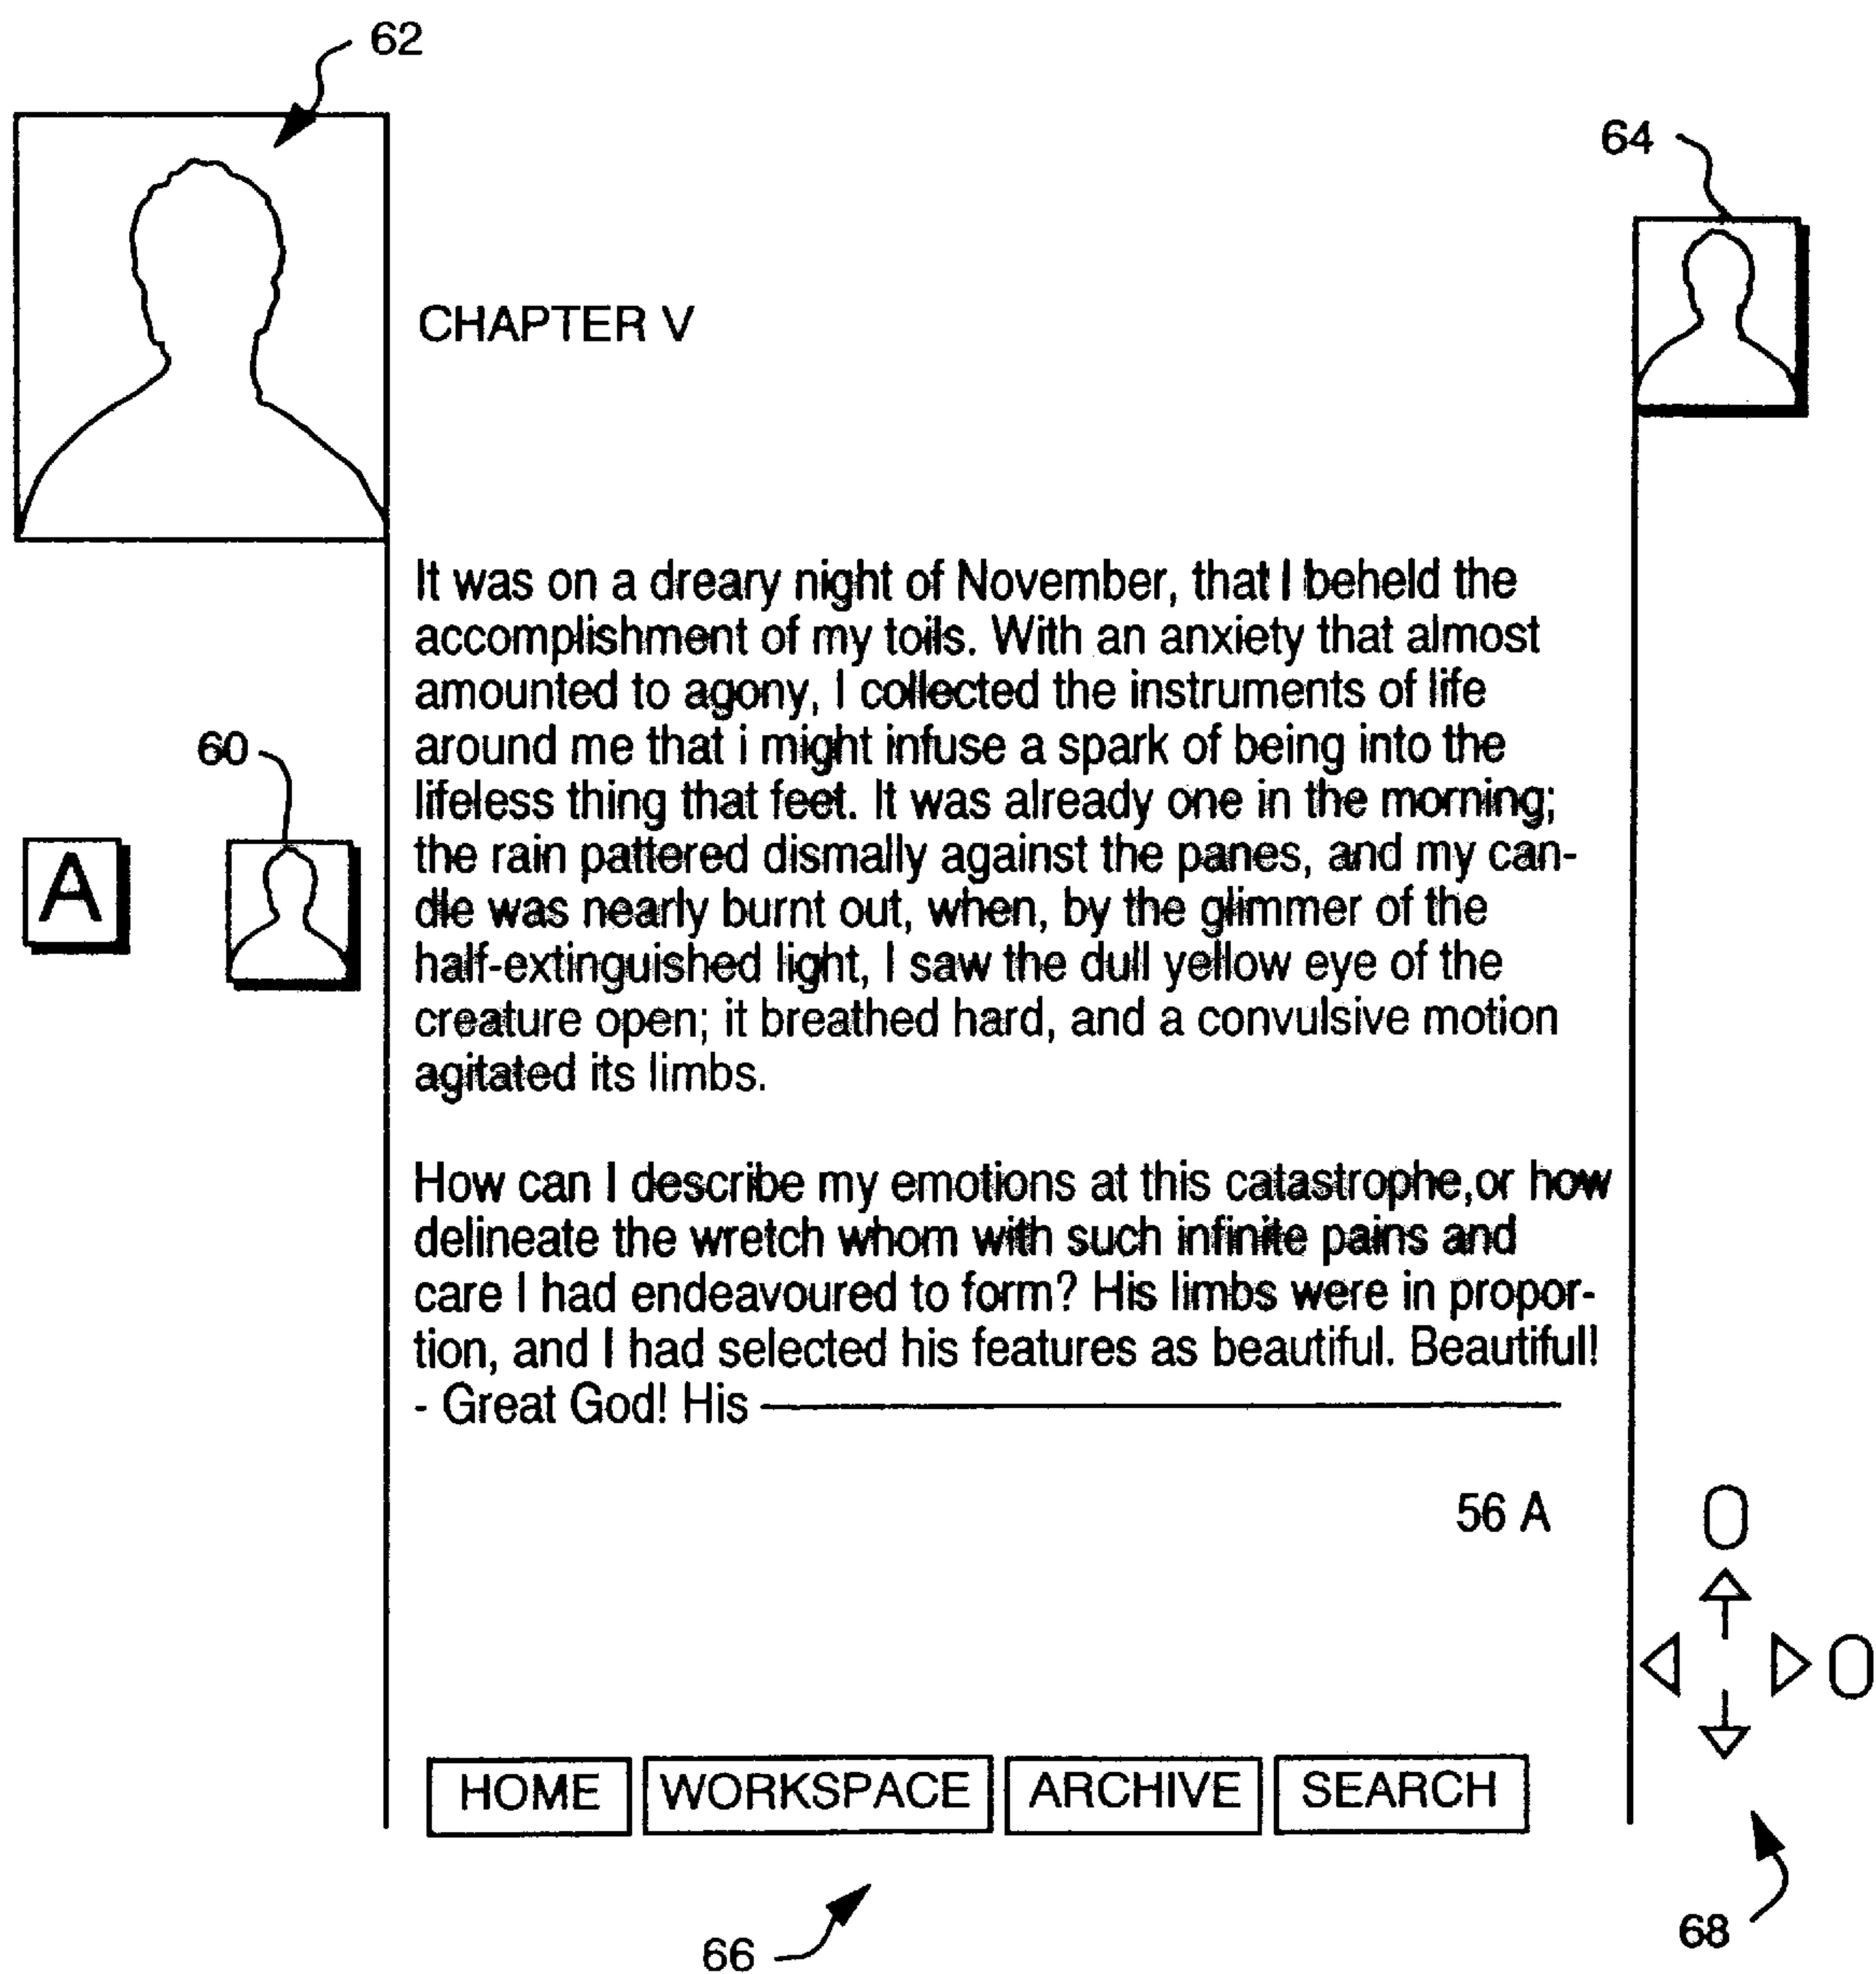 62
64
CHAPTER V
It was on a dreary night of November, that I beheld the
accomplishment of my toils. With an anxiety that almost
amounted to agony, I collected the instruments of life
around me that i might infuse a spark of being into the
lifeless thing that feet. It was already one in the morning;
the rain pattered dismally against the panes, and my can-
dle was nearly burnt out, when, by the glimmer of the
half-extinguished light, I saw the dull yellow eye of the
creature open; it breathed hard, and a convulsive motion
agitated its limbs.
60
A
How can I describe my emotions at this catastrophe,or how
delineate the wretch whom with such infinite pains and
care I had endeavoured to form? His limbs were in propor-
tion, and I had selected his features as beautiful. Beautiful!
- Great God! His
56 A
0
0
HOME WORKSPACE ARCHIVE SEARCH
66
68